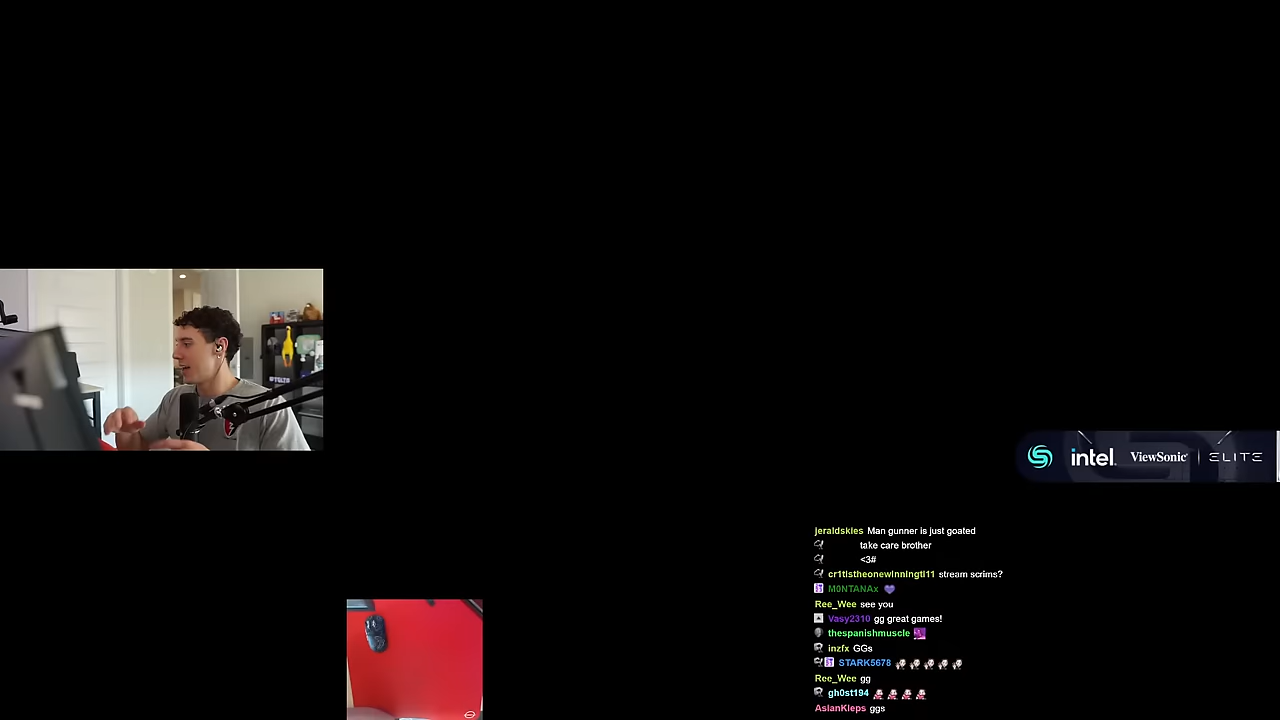 intel. ViewSonic | ELITE
jeraldskies Man gunner is just goated
take care brother
<3#
cr1tistheonewinningti11 stream scrims?
M0NTANAx
Ree_Wee see you
Vasy2310 gg great games!
thespanishmuscle
inzfx GGs
STARK5678
Ree_Wee gg
gh0st194
AsianKleps ggs